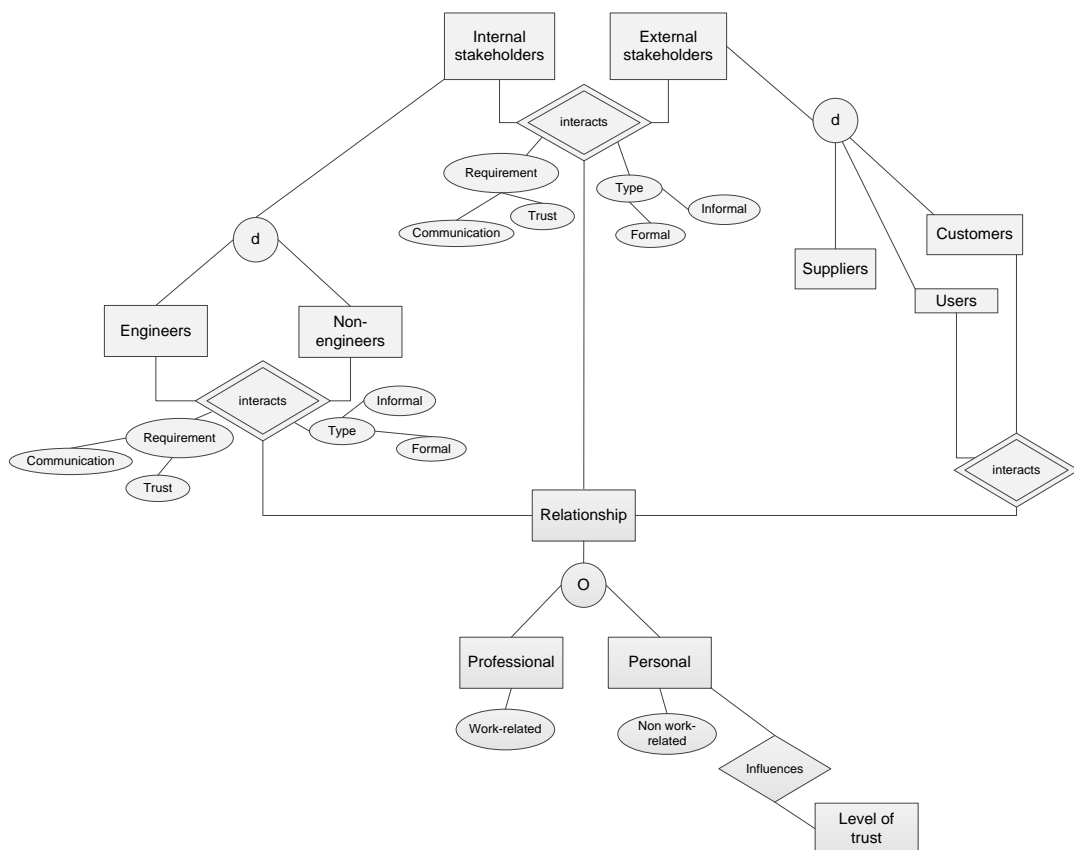 Internal
stakeholders
External
stakeholders
interacts
d
Requirement
Type
Informal
Trust
Communication
Formal
Customers
d
Suppliers
Users
Engineers
Non-
engineers
interacts
Informal
Type
Requirement
Formal
Communication
Trust
interacts
Relationship
O
Professional
Personal
Work-related
Non work-
related
Influences
Level of
trust